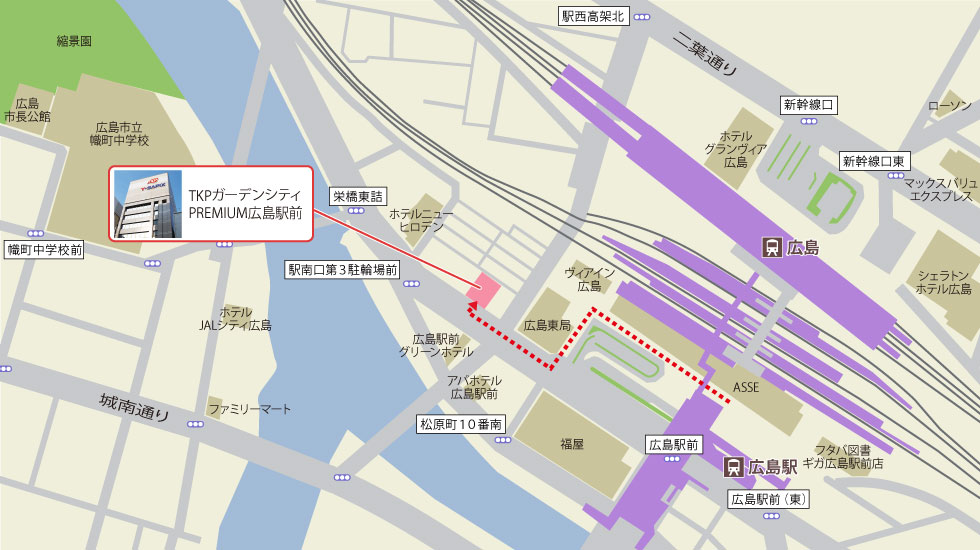 駅西高架北
二葉通り
縮景園
新幹線口
ローソン
広島
市長公館
広島市立
幟町中学校
ホテル
グランヴィア
広島
新幹線口東
マックスバリュ
エクスプレス
TKPガーデンシティ
PREMIUM広島駅前
栄橋東詰
ホテルニュー
ヒロデン
幟町中学校前
広島
駅南口第3駐輪場前
ヴィアイン
広島
シェラトン
ホテル広島
ホテル
JALシティ広島
広島東局
広島駅前
グリーンホテル
アパホテル
広島駅前
ASSE
城南通り
ファミリーマート
松原町10番南
福屋
広島駅前
フタバ図書
ギガ広島駅前店
広島駅
広島駅前(東)